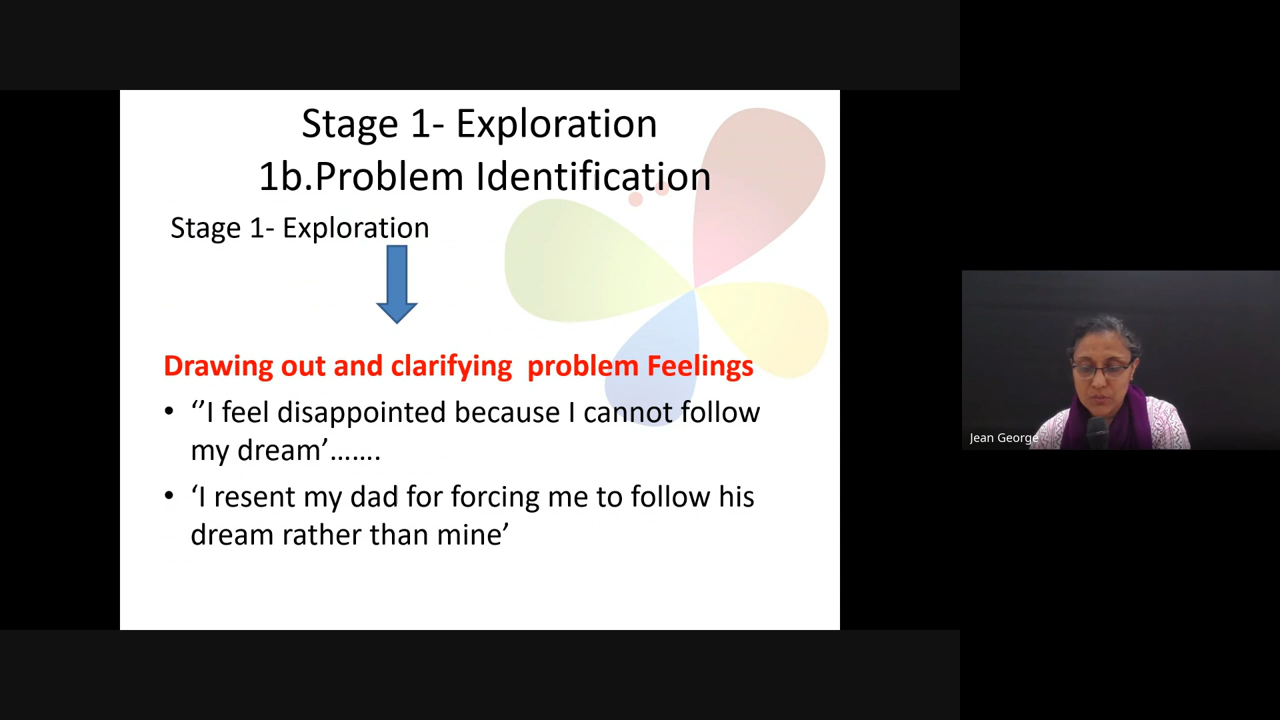 Stage 1- Exploration
1b.Problem Identification
Stage 1- Exploration
Drawing out and clarifying  problem Feelings
• ‘’I feel disappointed because I cannot follow
my dream’…….
• ‘I resent my dad for forcing me to follow his
dream rather than mine’
Jean George